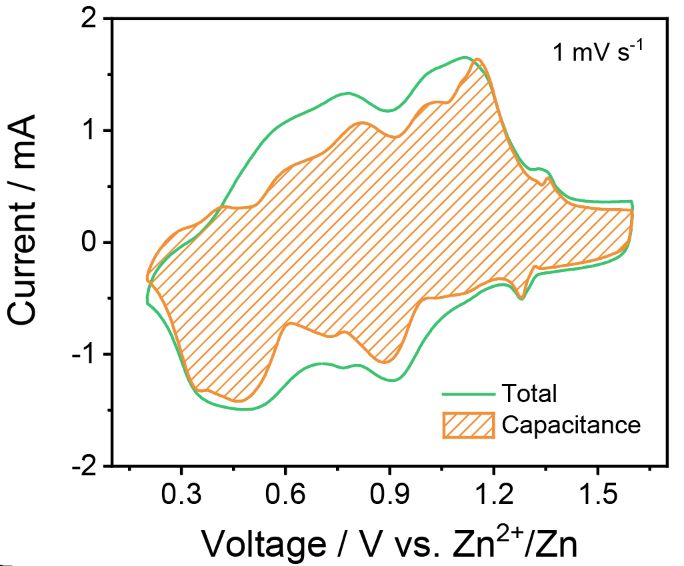 2
1 mV s⁻¹
1
0
-1
-2
Current / mA
Total
Capacitance
0.3 0.6 0.9 1.2 1.5
Voltage / V vs. Zn²⁺/Zn